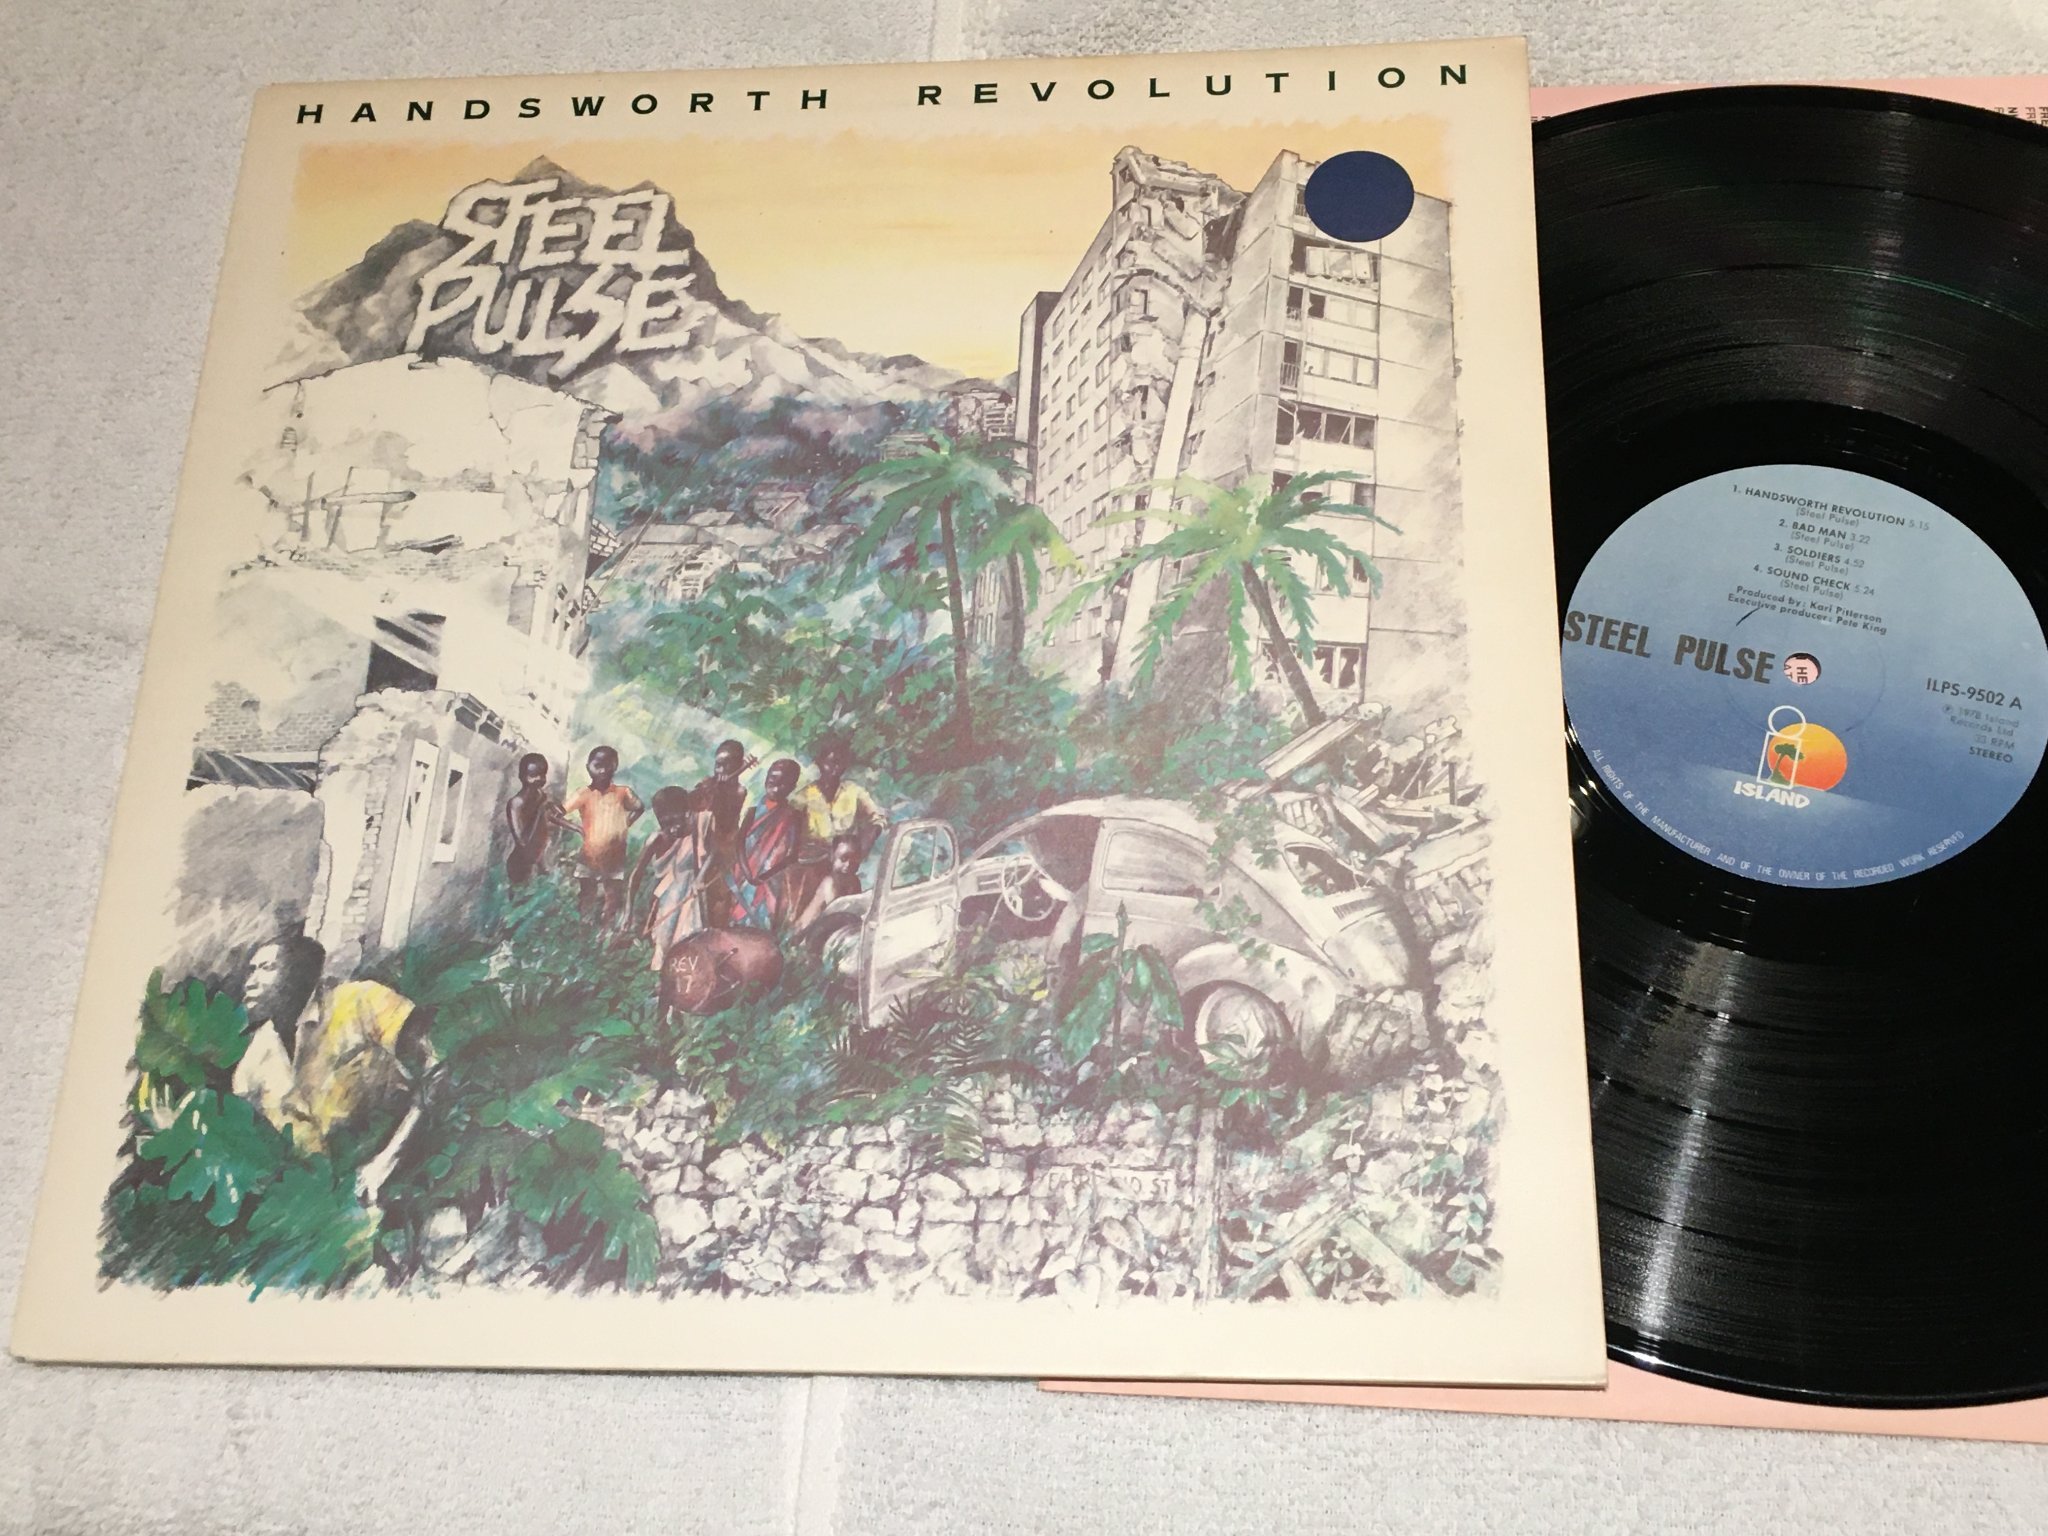 HANDSWORTH REVOLUTION
STEEL
PULSE
REV
17
1. HANDSWORTH REVOLUTION 5.15
(Steel Pulse)
2. BAD MAN 3.22
(Steel Pulse)
3. SOLDIERS 4.52
(Steel Pulse)
4. SOUND CHECK 5.24
(Steel Pulse)
Produced by: Karl Pitterson
Executive producer: Pete King
STEEL PULSE
ILPS-9502 A
℗ 1978 Island
Records Ltd.
33 RPM
STEREO
ISLAND
ALL RIGHTS OF THE MANUFACTURER AND OF THE OWNER OF THE RECORDED WORK RESERVED